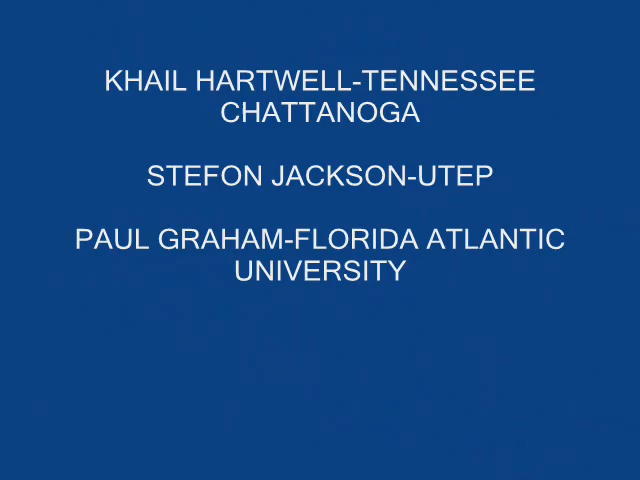 KHAIL HARTWELL-TENNESSEE
CHATTANOGA
STEFON JACKSON-UTEP
PAUL GRAHAM-FLORIDA ATLANTIC
UNIVERSITY